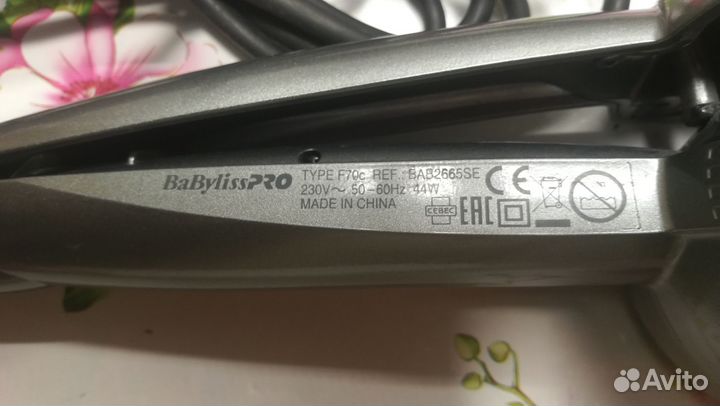 BaBylissPRO
TYPE F70c REF.: BAB2665SE
230V~ 50-60Hz 44W
MADE IN CHINA
CEBEC
EAC
CE
Avito